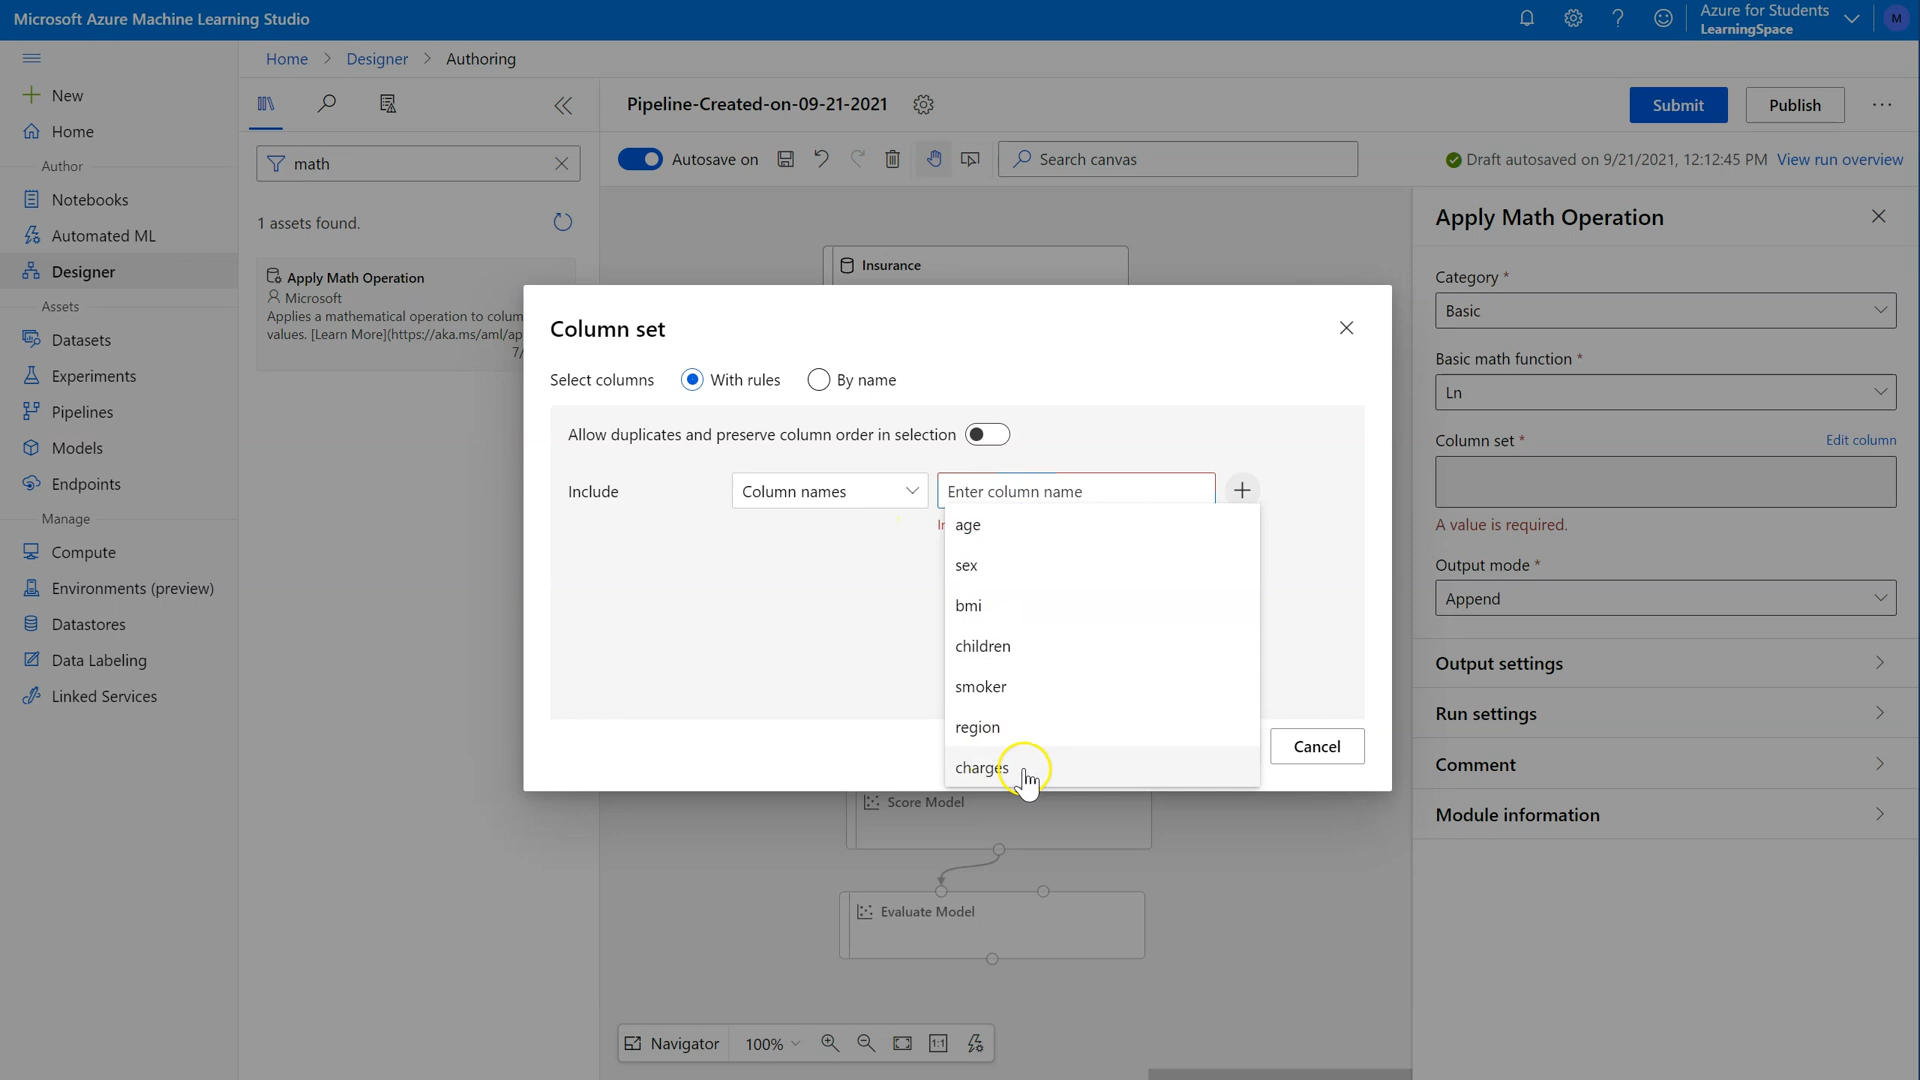 Microsoft Azure Machine Learning Studio
Azure for Students
LearningSpace
M
Home > Designer > Authoring
New
Home
Author
Notebooks
Automated ML
Designer
Assets
Datasets
Experiments
Pipelines
Models
Endpoints
Manage
Compute
Environments (preview)
Datastores
Data Labeling
Linked Services
math
1 assets found.
Apply Math Operation
Microsoft
Applies a mathematical operation to colum
values. [Learn More](https://aka.ms/aml/ap
7/
Pipeline-Created-on-09-21-2021
Submit
Publish
Autosave on
Search canvas
Draft autosaved on 9/21/2021, 12:12:45 PM
View run overview
Insurance
Column set
Select columns
With rules
By name
Allow duplicates and preserve column order in selection
Include
Column names
Enter column name
In
age
sex
bmi
children
smoker
region
charges
Cancel
Score Model
Evaluate Model
Navigator
100%
1:1
Apply Math Operation
Category *
Basic
Basic math function *
Ln
Column set *
Edit column
A value is required.
Output mode *
Append
Output settings
Run settings
Comment
Module information